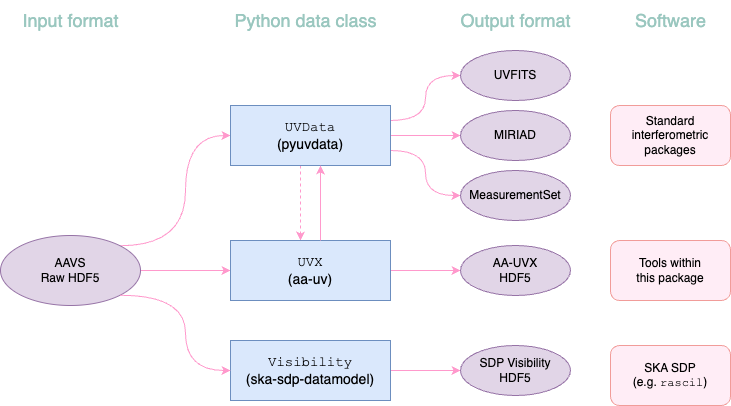 Input format
Python data class
Output format
Software
UVFITS
UVData
(pyuvdata)
MIRIAD
Standard
interferometric
packages
MeasurementSet
AAVS
Raw HDF5
UVX
(aa-uv)
AA-UVX
HDF5
Tools within
this package
Visibility
(ska-sdp-datamodel)
SDP Visibility
HDF5
SKA SDP
(e.g. rascil)